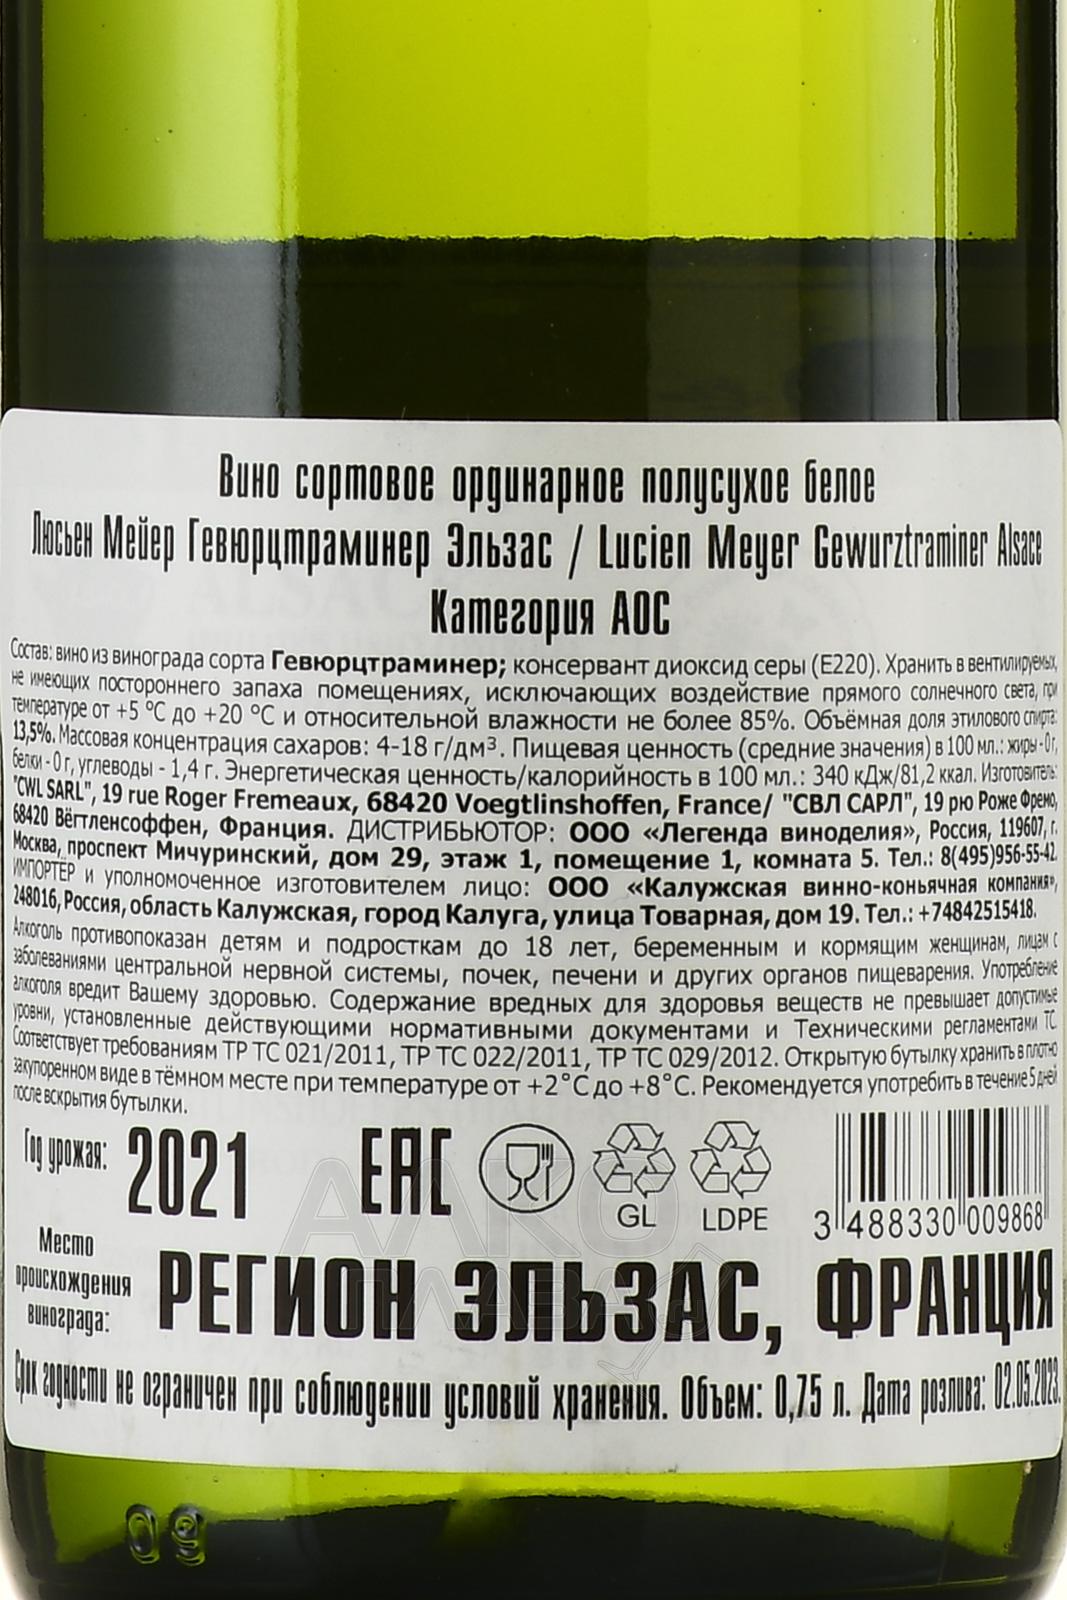 Вино сортовое ординарное полусухое белое
Люсьен Мейер Гевюрцтраминер Эльзас / Lucien Meyer Gewurztraminer Alsace
Категория АОС
Состав: вино из винограда сорта Гевюрцтраминер; консервант диоксид серы (Е220). Хранить в вентилируемых,
не имеющих постороннего запаха помещениях, исключающих воздействие прямого солнечного света, при
температуре от +5 °С до +20 °С и относительной влажности не более 85%. Объёмная доля этилового спирта:
13,5%. Массовая концентрация сахаров: 4-18 г/дм³. Пищевая ценность (средние значения) в 100 мл.: жиры - 0 г,
белки - 0 г, углеводы - 1,4 г. Энергетическая ценность/калорийность в 100 мл.: 340 кДж/81,2 ккал. Изготовитель:
"CWL SARL", 19 rue Roger Fremeaux, 68420 Voegtlinshoffen, France/ "СВЛ САРЛ", 19 рю Роже Фремо,
68420 Вёгтленсоффен, Франция. ДИСТРИБЬЮТОР: ООО «Легенда виноделия», Россия, 119607, г.
Москва, проспект Мичуринский, дом 29, этаж 1, помещение 1, комната 5. Тел.: 8(495)956-55-42.
ИМПОРТЁР и уполномоченное изготовителем лицо: ООО «Калужская винно-коньячная компания»,
248016, Россия, область Калужская, город Калуга, улица Товарная, дом 19. Тел.: +74842515418.
Алкоголь противопоказан детям и подросткам до 18 лет, беременным и кормящим женщинам, лицам с
заболеваниями центральной нервной системы, почек, печени и других органов пищеварения. Употребление
алкоголя вредит Вашему здоровью. Содержание вредных для здоровья веществ не превышает допустимые
уровни, установленные действующими нормативными документами и Техническими регламентами ТС.
Соответствует требованиям ТР ТС 021/2011, ТР ТС 022/2011, ТР ТС 029/2012. Открытую бутылку хранить в плотно
закупоренном виде в тёмном месте при температуре от +2°С до +8°С. Рекомендуется употребить в течение 5 дней
после вскрытия бутылки.
Год урожая: 2021 ЕАС
GL LDPE
3 488330 009868
Место
происхождения
винограда:
РЕГИОН ЭЛЬЗАС, ФРАНЦИЯ
Срок годности не ограничен при соблюдении условий хранения. Объем: 0,75 л. Дата розлива: 02.05.2023.
АЛКО
ГЛАВА
09